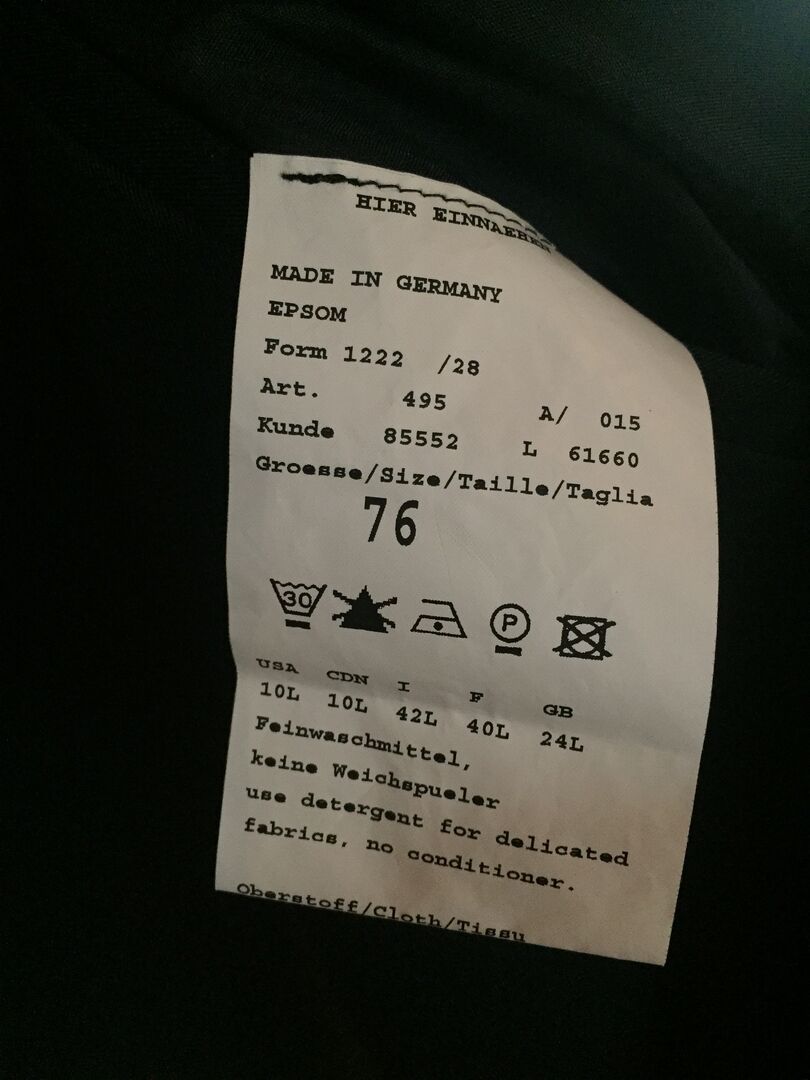 HIER EINNAEHEN
MADE IN GERMANY
EPSOM
Form 1222 /28
Art. 495 A/ 015
Kunde 85552 L 61660
Groesse/Size/Taille/Taglia
76
30 P
USA CDN I F GB
10L 10L 42L 40L 24L
Feinwaschmittel,
keine Weichspueler
use detergent for delicated
fabrics, no conditioner.
Oberstoff/Cloth/Tissu